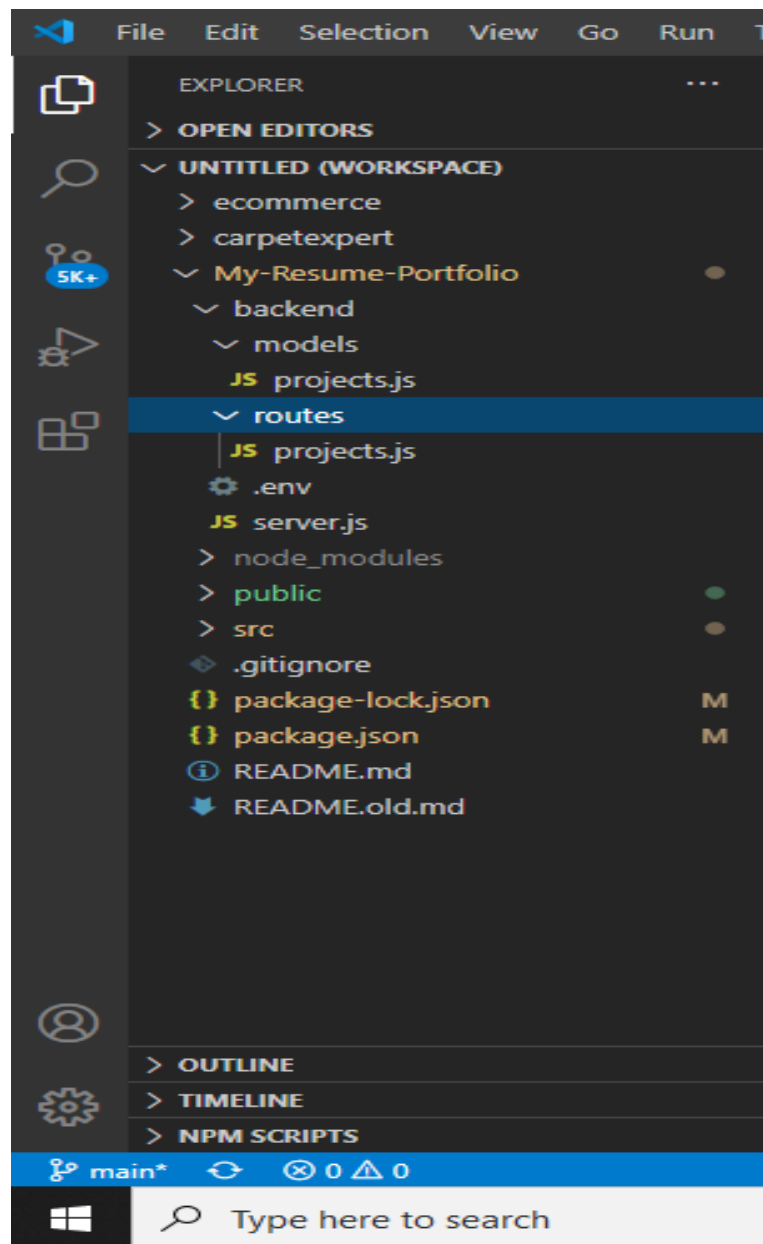 File Edit Selection View Go Run
EXPLORER ...
> OPEN EDITORS
UNTITLED (WORKSPACE)
> ecommerce
> carpetexpert
5K+
My-Resume-Portfolio
backend
models
JS projects.js
routes
JS projects.js
.env
JS server.js
> node_modules
> public
> src
.gitignore
{} package-lock.json M
{} package.json M
README.md
README.old.md
> OUTLINE
> TIMELINE
> NPM SCRIPTS
main* 0 0
Type here to search